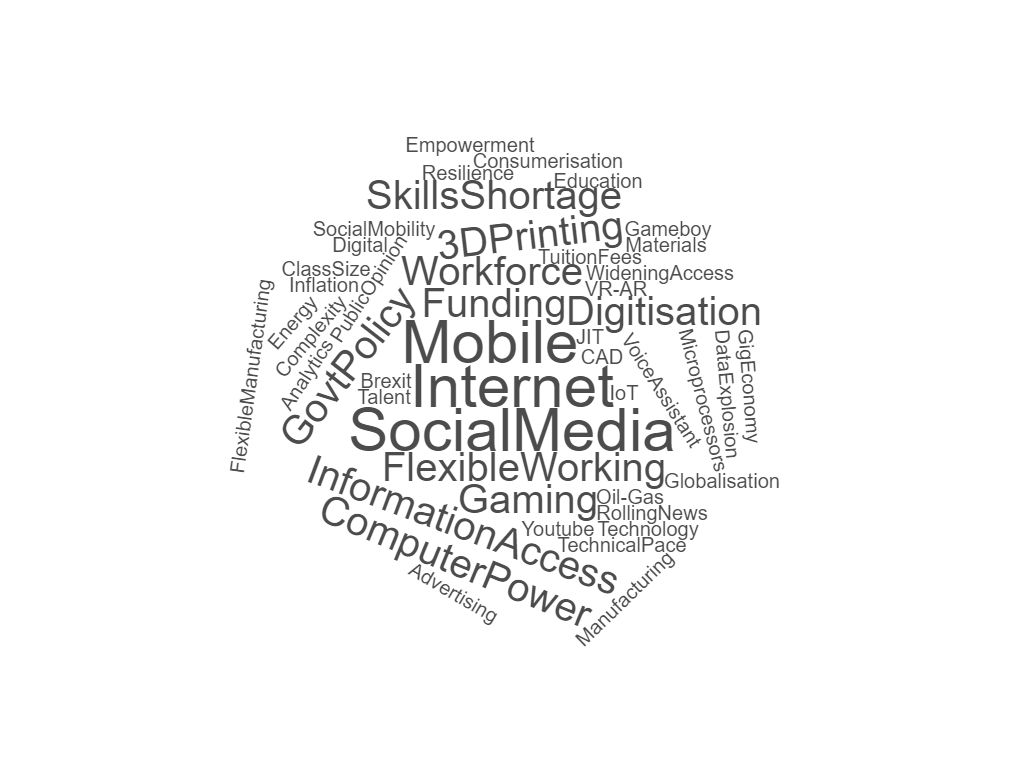 Empowerment
Consumerisation
Resilience
Education
SkillsShortage
SocialMobility
3DPrinting
Gameboy
Digital
Materials
TuitionFees
ClassSize
Workforce
WideningAccess
Inflation
PublicOpinion
VR-AR
Energy
Complexity
Analytics
GovtPolicy
Funding
Digitisation
FlexibleManufacturing
Mobile
JIT
CAD
VoiceAssistant
Microprocessors
DataExplosion
GigEconomy
Brexit
Talent
Internet
IoT
SocialMedia
FlexibleWorking
Globalisation
Gaming
Oil-Gas
RollingNews
InformationAccess
Youtube
Technology
TechnicalPace
ComputerPower
Advertising
Manufacturing